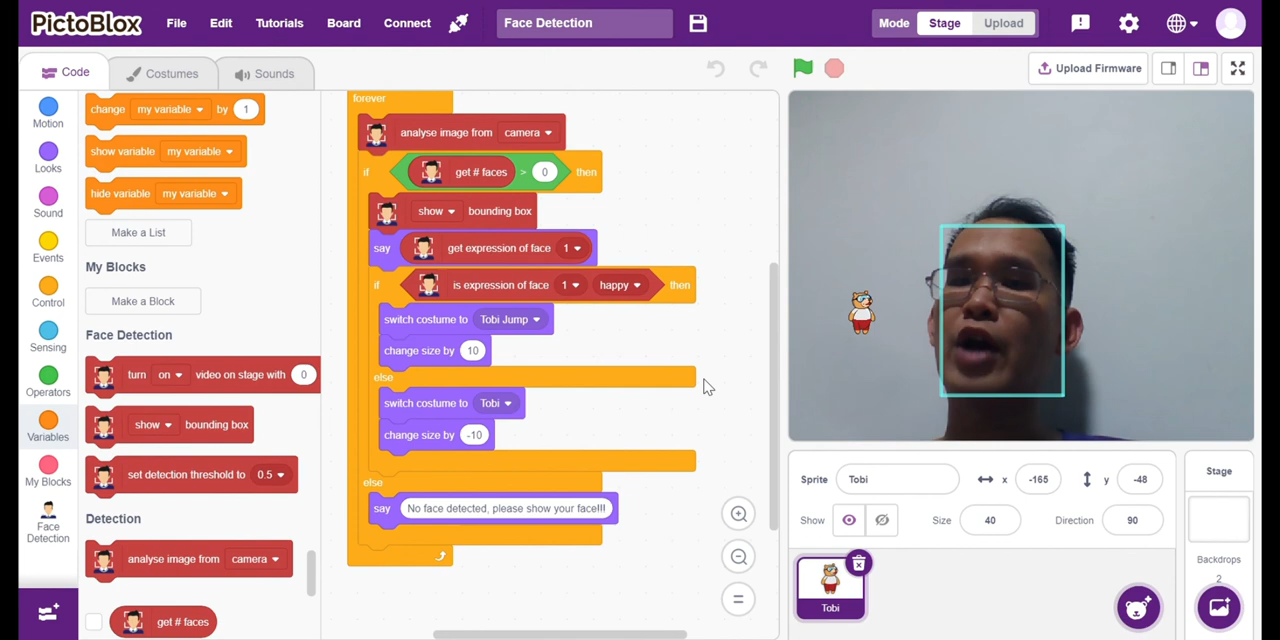 PictoBlox File Edit Tutorials Board Connect Face Detection Mode Stage Upload
Code Costumes Sounds Upload Firmware
Motion
Looks
Sound
Events
Control
Sensing
Operators
Variables
My Blocks
Face
Detection
change my variable by 1
show variable my variable
hide variable my variable
Make a List
My Blocks
Make a Block
Face Detection
turn on video on stage with 0
show bounding box
set detection threshold to 0.5
Detection
analyse image from camera
get # faces
forever
analyse image from camera
if get # faces > 0 then
show bounding box
say get expression of face 1
if is expression of face 1 happy then
switch costume to Tobi Jump
change size by 10
else
switch costume to Tobi
change size by -10
else
say No face detected, please show your face!!!
Sprite Tobi x -165 y -48
Show Size 40 Direction 90
Tobi
Stage
Backdrops
2